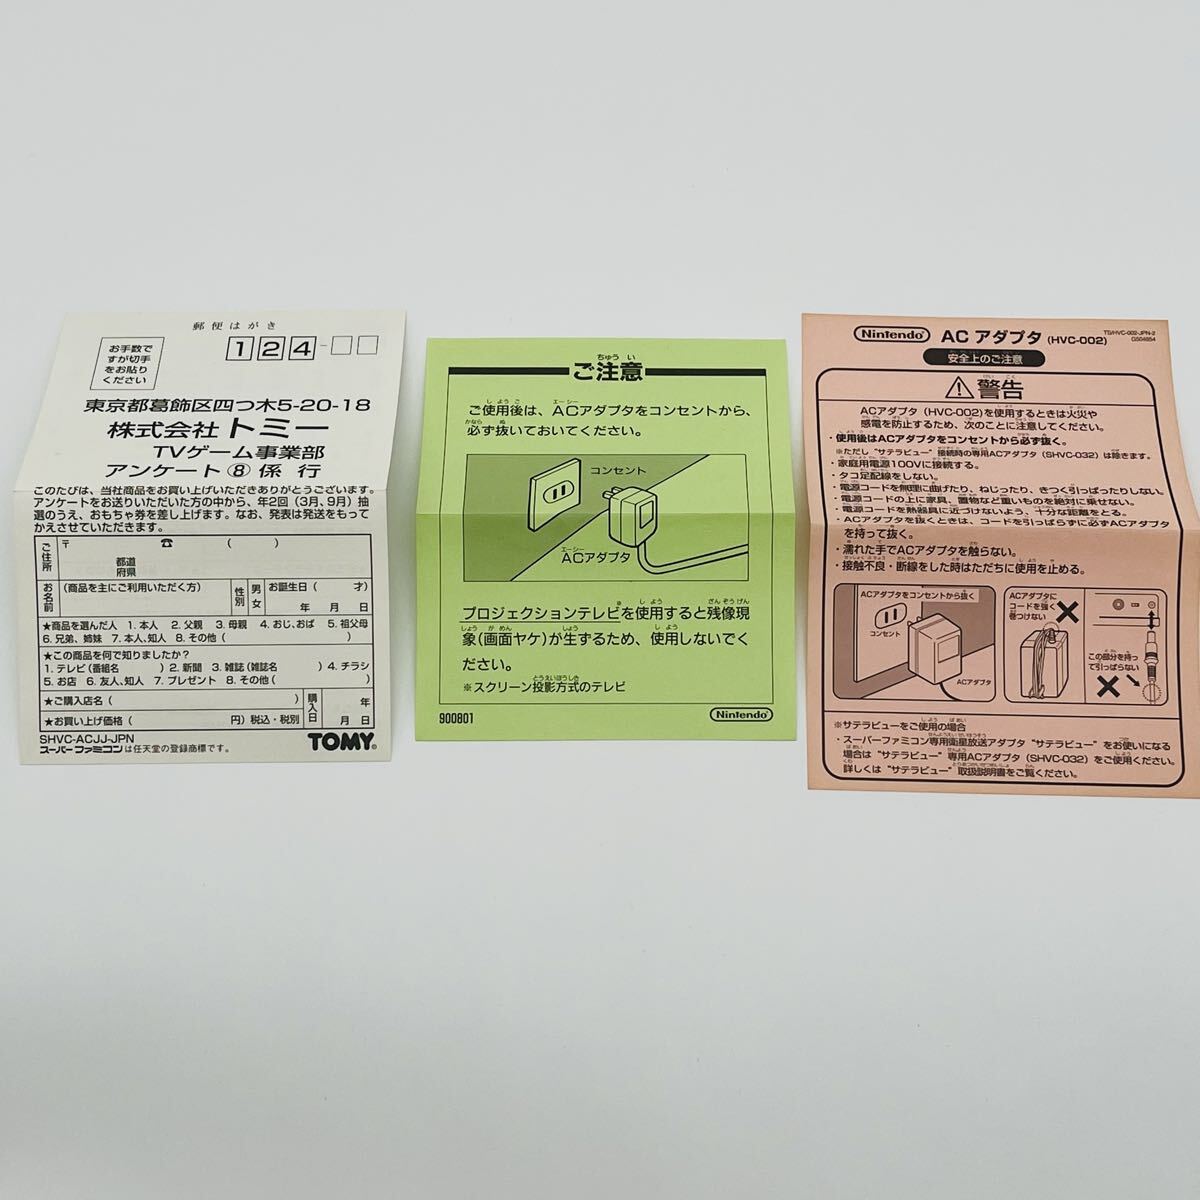 郵便はがき
お手数で
すが切手
をお貼り
ください
124-
東京都葛飾区四つ木5-20-18
株式会社トミー
TVゲーム事業部
アンケート⑧係 行
このたびは、当社商品をお買い上げいただきありがとうございます。
アンケートをお送りいただいた方の中から、年2回(3月、9月)抽
選のうえ、おもちゃ券を差し上げます。なお、発表は発送をもって
かえさせていただきます。
ご住所
〒 ☎ ( )
都道
府県
お名前
(商品を主にご利用いただく方)
性別
男
女
お誕生日( 才)
年 月 日
★商品を選んだ人 1. 本人 2. 父親 3. 母親 4. おじ、おば 5. 祖父母
6. 兄弟、姉妹 7. 本人、知人 8. その他( )
★この商品を何で知りましたか?
1. テレビ(番組名 ) 2. 新聞 3. 雑誌(雑誌名 ) 4. チラシ
5. お店 6. 友人、知人 7. プレゼント 8. その他( )
★ご購入店名( )
★お買い上げ価格( 円)税込・税別
購入日
年
月 日
SHVC-ACJJ-JPN
スーパーファミコンは任天堂の登録商標です。
TOMY®
ご注意
ご使用後は、ACアダプタをコンセントから、
必ず抜いておいてください。
コンセント
ACアダプタ
プロジェクションテレビを使用すると残像現
象(画面ヤケ)が生ずるため、使用しないでく
ださい。
※スクリーン投影方式のテレビ
900801
Nintendo
Nintendo ACアダプタ(HVC-002)
TS/HVC-002-JPN-2
G504854
安全上のご注意
警告
ACアダプタ(HVC-002)を使用するときは火災や
感電を防止するため、次のことに注意してください。
・使用後はACアダプタをコンセントから必ず抜く。
※ただし“サテラビュー”接続時の専用ACアダプタ(SHVC-032)は除きます。
・家庭用電源100Vに接続する。
・タコ足配線をしない。
・電源コードを無理に曲げたり、ねじったり、きつく引っぱったりしない。
・電源コードの上に家具、置物など重いものを絶対に乗せない。
・電源コードを熱器具に近づけないよう、十分な距離をとる。
・ACアダプタを抜くときは、コードを引っぱらずに必ずACアダプタ
を持って抜く。
・濡れた手でACアダプタを触らない。
・接触不良・断線をした時はただちに使用を止める。
ACアダプタをコンセントから抜く
コンセント
ACアダプタ
ACアダプタに
コードを強く
巻つけない
この部分を持っ
て引っぱらない
※サテラビューをご使用の場合
・スーパーファミコン専用衛星放送アダプタ“サテラビュー”をお使いになる
場合は“サテラビュー”専用ACアダプタ(SHVC-032)をご使用ください。
詳しくは“サテラビュー”取扱説明書をご覧ください。